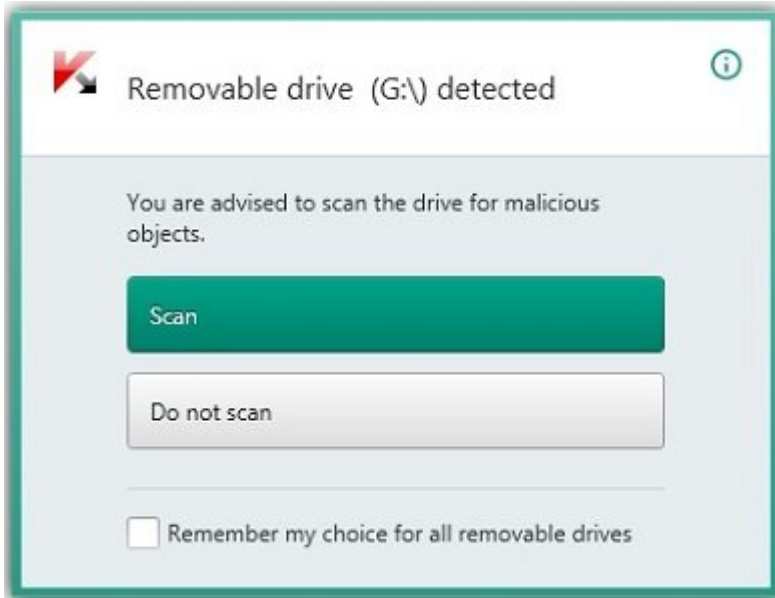 Removable drive (G:\) detected
You are advised to scan the drive for malicious
objects.
Scan
Do not scan
Remember my choice for all removable drives